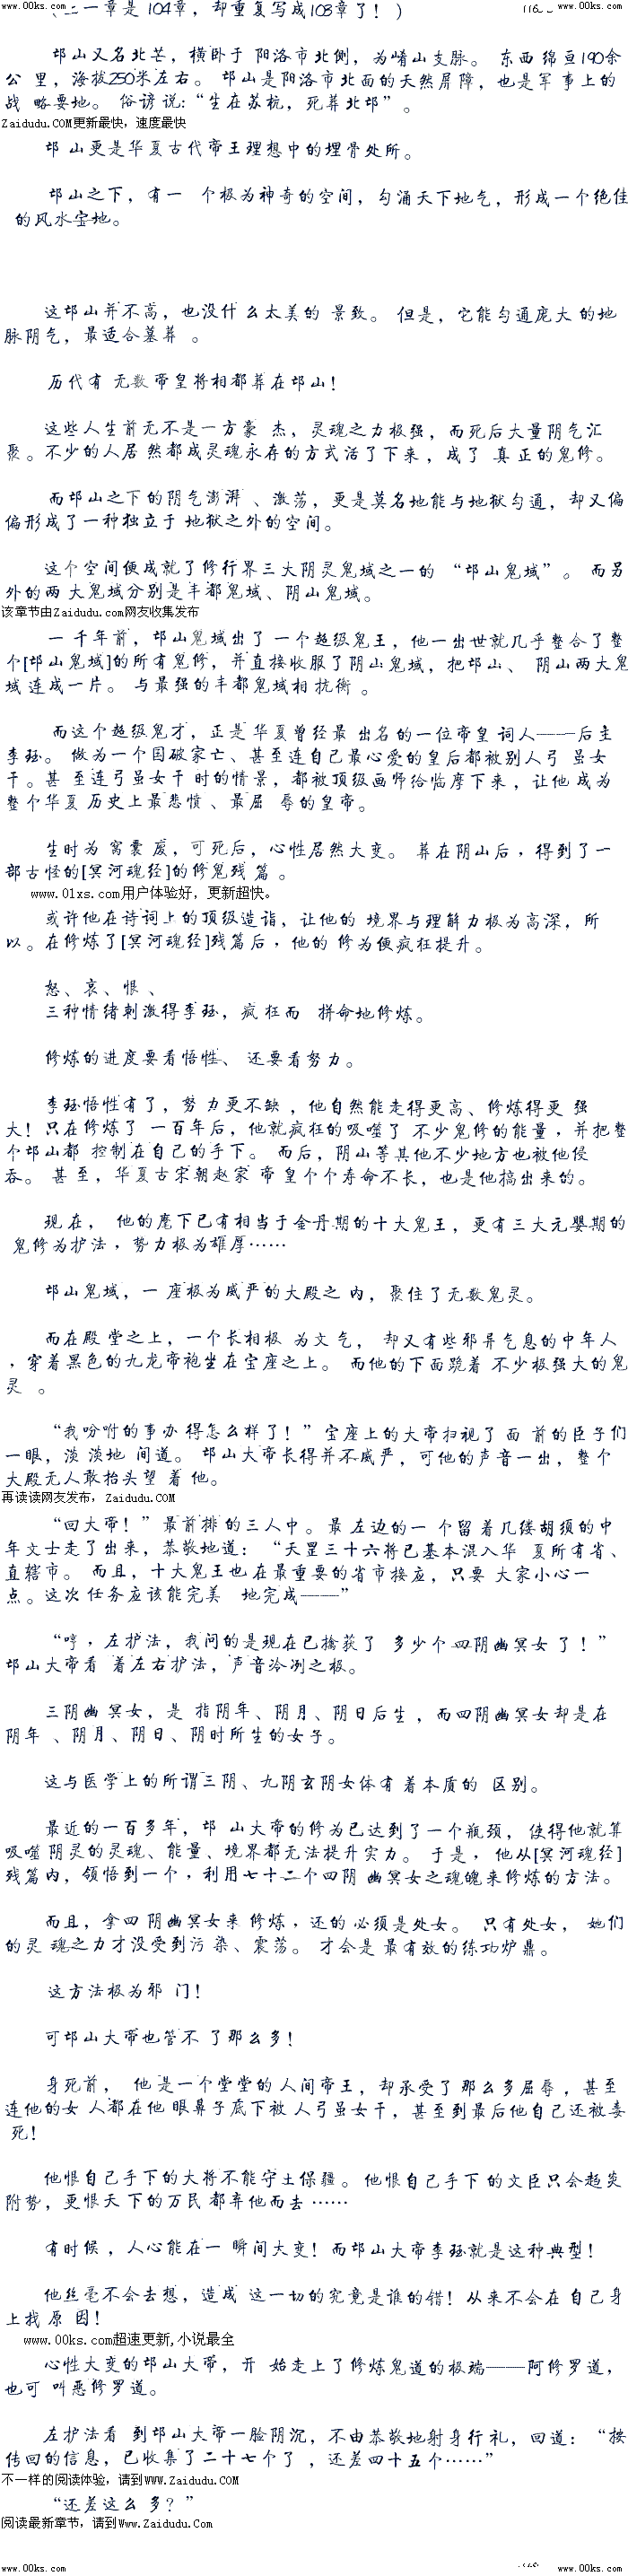 www.00ks.com
www.00ks.com
(上一章是104章，却重复写成103章了！)
邙山又名北芒，横卧于 阳洛市北侧，为崤山支脉。 东西 绵亘190余
公 里，海拔250米左右。 邙山是阳洛市北面的天然屏障，也是军 事上的
战 略要地。 俗谚 说：“生在苏杭，死葬北邙”。
Zaidudu.COM更新最快，速度最快
邙 山更是华夏古代帝王理想中的埋骨处所。
邙山之下，有一 个极为神奇的空间，勾涌天下地气，形成一个绝佳
的风水宝地。
这邙山并不高，也没什 么太美的 景致。 但是，它能勾通庞大 的地
脉阴气，最适合墓葬 。
历代有 无数帝皇将相都葬在邙山！
这些人生前无不是一方豪 杰，灵魂之力极强，而死后大量阴气汇
聚。不少的人居 然都成灵魂永存的方式活了下来，成了 真 正的鬼修。
而邙山之下的阴气澎湃 、激荡，更是莫名地能与地狱勾通，却又偏
偏形成了一种独立于 地狱之外的空间。
这个空间便成就了修行界三大阴灵鬼域之一的 “邙山鬼域”。 而另
外的两 大鬼域分别是丰都鬼域、阴山鬼域。
该章节由Zaidudu.com网友收集发布
一 千年前，邙山鬼域出了 一个超级鬼王，他一出世就几乎整合了整
个[邙山鬼域]的所有鬼修，并直接收服了阴山鬼域，把邙山、 阴山两大鬼
域 连成一片。 与最强的丰都鬼域相抗衡 。
而这个超级鬼才，正是 华夏曾经最 出名的一位帝皇 词人———后主
李珏。 做为一个国破家亡、甚至连自己最心爱的皇后都被别人弓 虽女
干。甚 至连弓虽女干 时的情景，都被顶级画师给临摩下来，让他 成为
整个华夏 历史上最悲愤、最屈 辱的皇帝。
生时为 窝囊 废，可死后，心性居然大变。 葬在阴山后，得到了一
部古怪的[冥河魂经]的修鬼残 篇 。
www.01xs.com用户体验好，更新超快。
或许他在诗词上的顶级造诣，让他的 境界与理解力极为高深，所
以。在修炼了[冥河魂经]残篇后，他的 修为便疯狂提升。
怒、哀、恨 、
三种情绪刺激得李珏，疯 狂而 拼命地修炼。
修炼的进度要看悟性、 还要看努力。
李珏悟性有了，努 力更不缺 ，他自然能走得更高、修炼得更 强
大！只在修炼了 一百年后，他就疯狂的吸噬了 不少鬼修的能量，并把整
个邙山都 控制在自己的手下。 而后，阴山等其他不少地方也被他侵
吞。 甚 至，华夏古宋朝赵家 帝 皇个个寿命不长，也是他搞出来的。
现在， 他的麾下已有相当于金丹期的十大鬼王，更有三大元婴期的
鬼修为护法，势力极为雄厚……
邙山鬼域，一 座极为威严的大殿之 内，聚住了无数鬼灵。
而在殿 堂之上，一个长相极 为文 气， 却又有些邪异气息的中年人
，穿着黑色的九龙帝袍坐在宝座之上。 而他的下面跪着 不少极强大的鬼
灵 。
“我吩咐的事办 得怎么样了！”宝座上的大帝扫视了 面 前的臣子们
一眼，淡 淡地 问道。 邙山大帝长得并不威严，可他的声音一出，整个
大殿无人敢抬头望 着 他。
再读读网友发布，Zaidudu.COM
“回大帝！”最前排 的三人中。最 左边的一 个留着几缕胡须的中
年文士走了 出来，恭敬地道： “天罡三十六将已基本混入华 夏所有省、
直辖市。 而且，十大鬼王也 在最重要的省市接应，只要 大家小心一
点。这次 任务应该能完美 地完成———”
“哼，左护法，我问的是现在已擒获了 多少个四阴幽冥女 了！”
邙山大帝看 着左右护法，声音冷冽之极。
三阴幽 冥女，是 指阴年、阴月、阴日后生 ，而四阴幽冥女却是在
阴年 、阴月、阴日、阴时所生的女子。
这与医学上的所谓三阴、九阴玄阴女体有着本质的 区别。
最近的一百多年，邙 山大帝的修为已达到了一个瓶颈， 使得他就算
吸噬 阴灵的灵魂、能量、境界都无法提升实力。 于是，他从[冥河魂经]
残篇内，领悟到一个，利用七十二个四阴 幽冥女之魂魄来修炼的方法。
而且，拿四 阴幽冥女来 修炼，还的 必须是处女。 只有处女， 她们
的灵 魂之力才没受到污 染、震荡。 才会是 最有效的练功炉鼎。
这方法极为邪 门！
可邙山大帝也管不 了那么多！
身死前， 他 是一个堂堂的 人间帝王，却承受了 那么多屈辱，甚至
连他的女 人都在他 眼鼻子底下被 人弓虽女干，甚至到最后他自己还被毒
死！
他恨自己手下的大将不能守土保疆。 他恨自己手下 的文臣只会趋炎
附势，更恨天 下的万民 都弃他而去 ……
有时候 ，人心能在一 瞬间大变！而邙山大帝李珏就是这种典型！
他丝毫不会去想，造成 这一切的究竟是谁的错！从来不会在 自己身
上找 原 因！
www.00ks.com超速更新,小说最全
心性大变的邙山大帝，开 始走上了修炼鬼道的极端———阿修罗道，
也可 叫恶修罗道。
左护法看 到邙山大帝一脸阴沉，不由恭敬地射身行礼，回道： “按
传回的信息，已收集了二十七个了 ，还差四十五个……”
不一样的阅读体验，请到WWW.Zaidudu.COM
“还差这么 多？”
阅读最新章节，请到Www.Zaidudu.Com
www.00ks.com
www.00ks.com